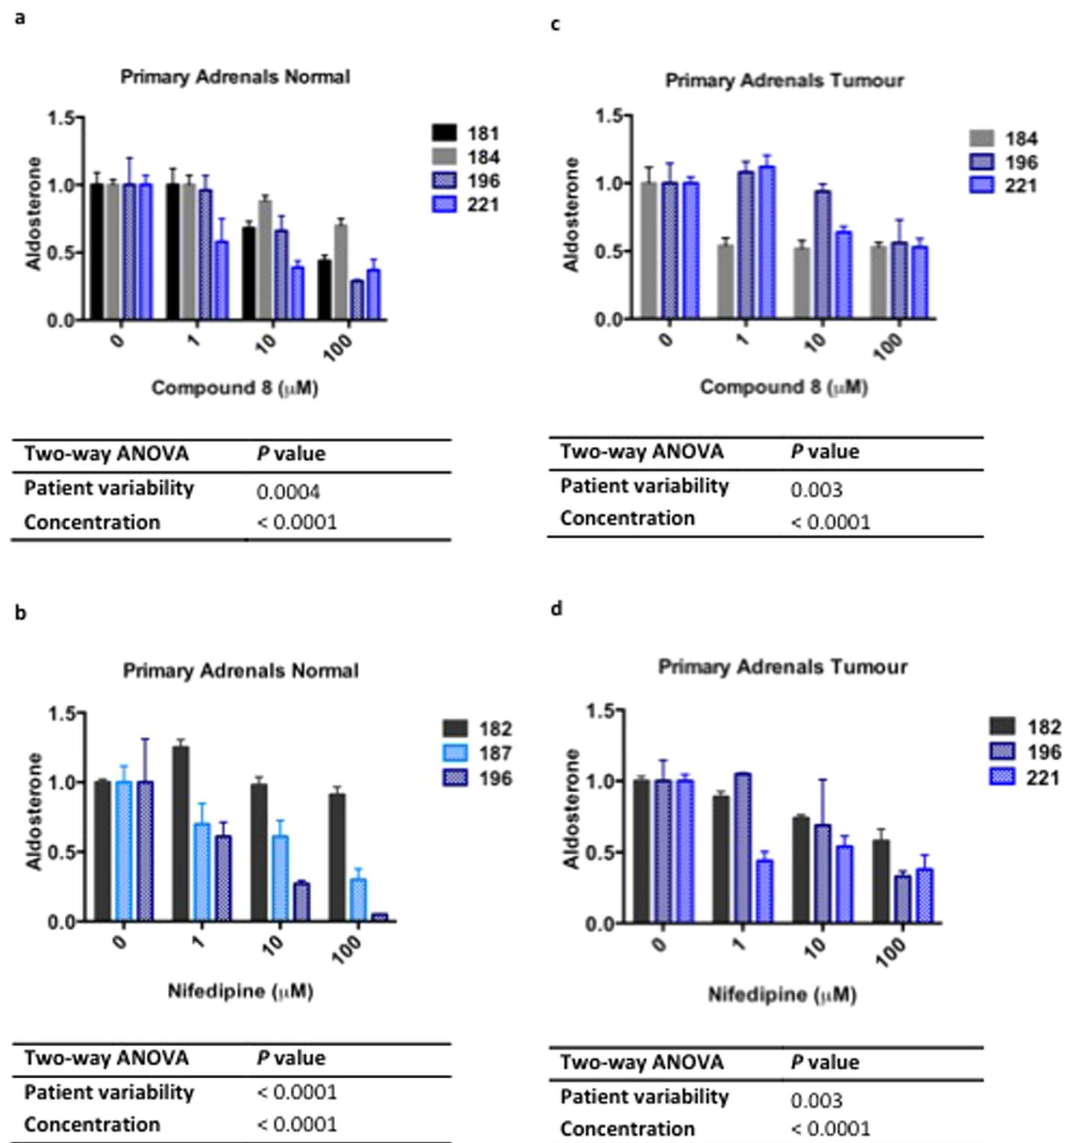 a
Primary Adrenals Normal
1.5
1.0
0.5
0.0
Aldosterone
0 1 10 100
Compound 8 (μM)
181
184
196
221
Two-way ANOVA P value
Patient variability 0.0004
Concentration < 0.0001
c
Primary Adrenals Tumour
1.5
1.0
0.5
0.0
Aldosterone
0 1 10 100
Compound 8 (μM)
184
196
221
Two-way ANOVA P value
Patient variability 0.003
Concentration < 0.0001
b
Primary Adrenals Normal
1.5
1.0
0.5
0.0
Aldosterone
0 1 10 100
Nifedipine (μM)
182
187
196
Two-way ANOVA P value
Patient variability < 0.0001
Concentration < 0.0001
d
Primary Adrenals Tumour
1.5
1.0
0.5
0.0
Aldosterone
0 1 10 100
Nifedipine (μM)
182
196
221
Two-way ANOVA P value
Patient variability 0.003
Concentration < 0.0001